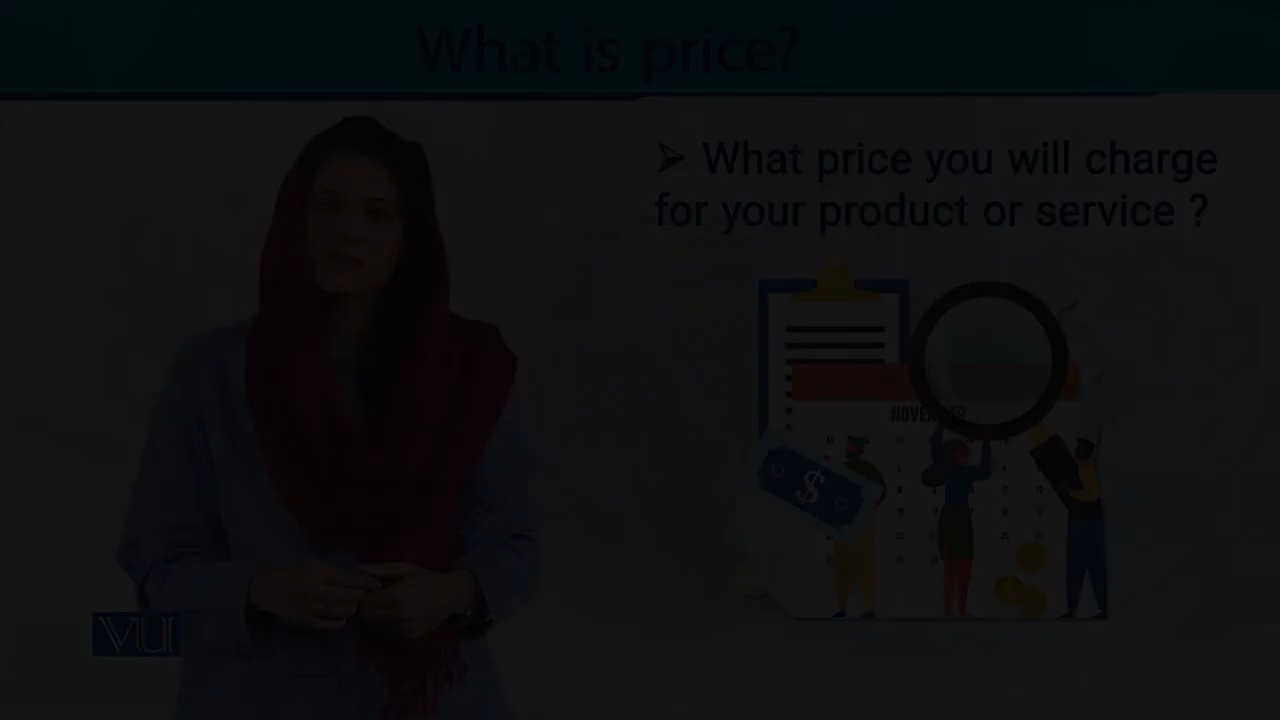 What is price?
➢ What price you will charge
for your product or service ?
NOVEMBER
$
VU